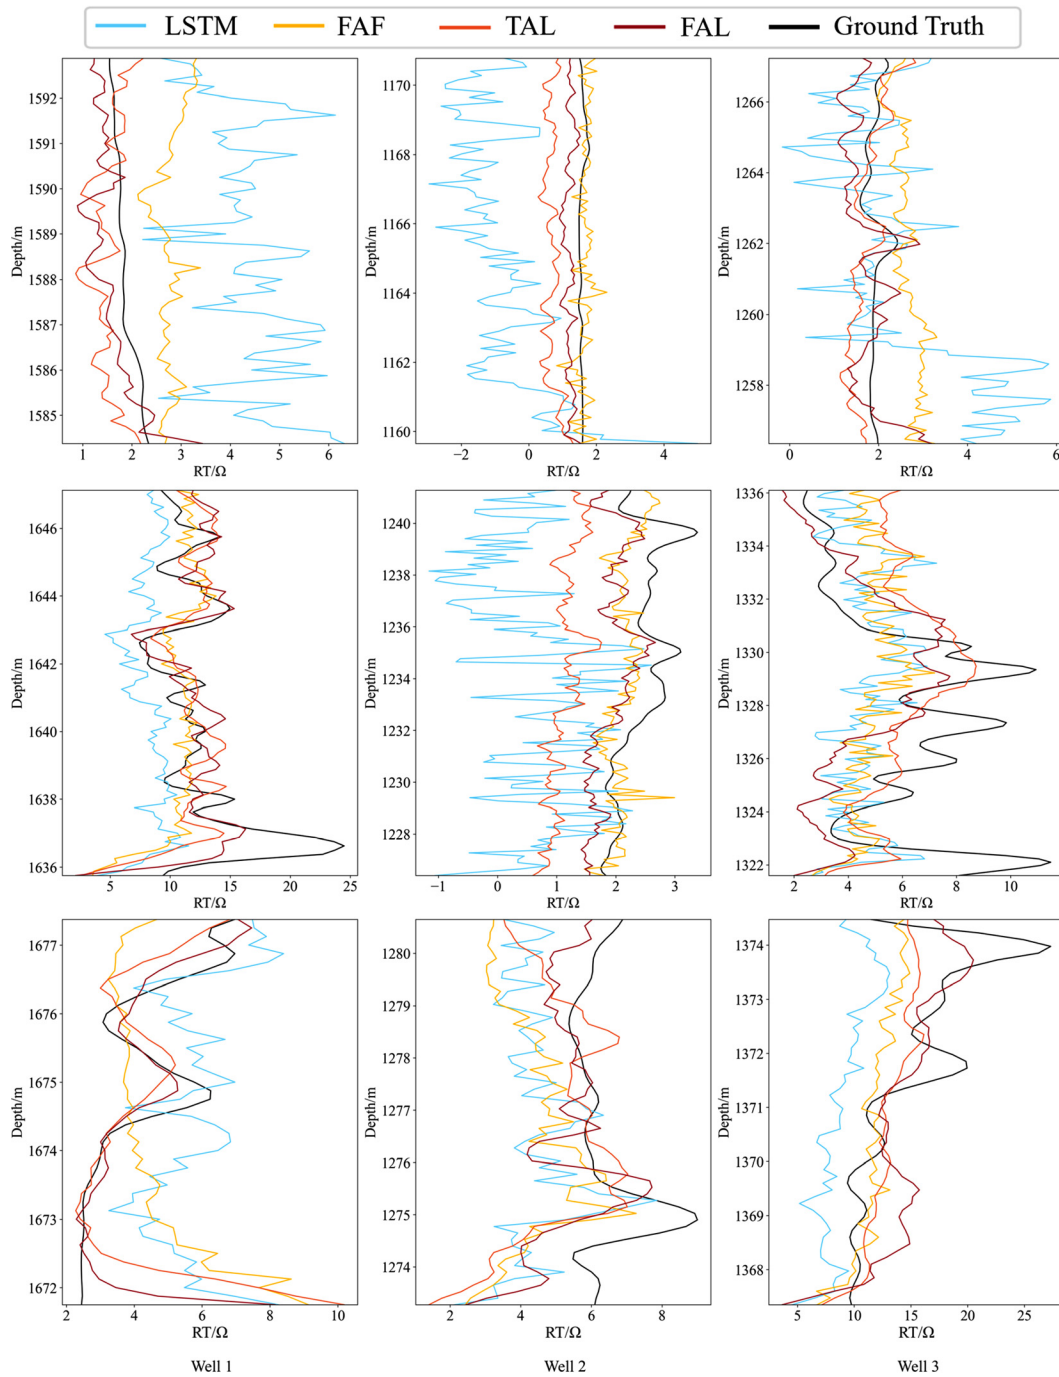 LSTM FAF TAL FAL Ground Truth
1592
1591
1590
1589
1588
1587
1586
1585
Depth/m
1 2 3 4 5 6
RT/Ω
1170
1168
1166
1164
1162
1160
Depth/m
−2 0 2 4
RT/Ω
1266
1264
1262
1260
1258
Depth/m
0 2 4 6
RT/Ω
1646
1644
1642
1640
1638
1636
Depth/m
5 10 15 20 25
RT/Ω
1240
1238
1236
1234
1232
1230
1228
Depth/m
−1 0 1 2 3
RT/Ω
1336
1334
1332
1330
1328
1326
1324
1322
Depth/m
2 4 6 8 10
RT/Ω
1677
1676
1675
1674
1673
1672
Depth/m
2 4 6 8 10
RT/Ω
1280
1279
1278
1277
1276
1275
1274
Depth/m
4 6 8
RT/Ω
1374
1373
1372
1371
1370
1369
1368
Depth/m
5 10 15 20 25
RT/Ω
Well 1 Well 2 Well 3